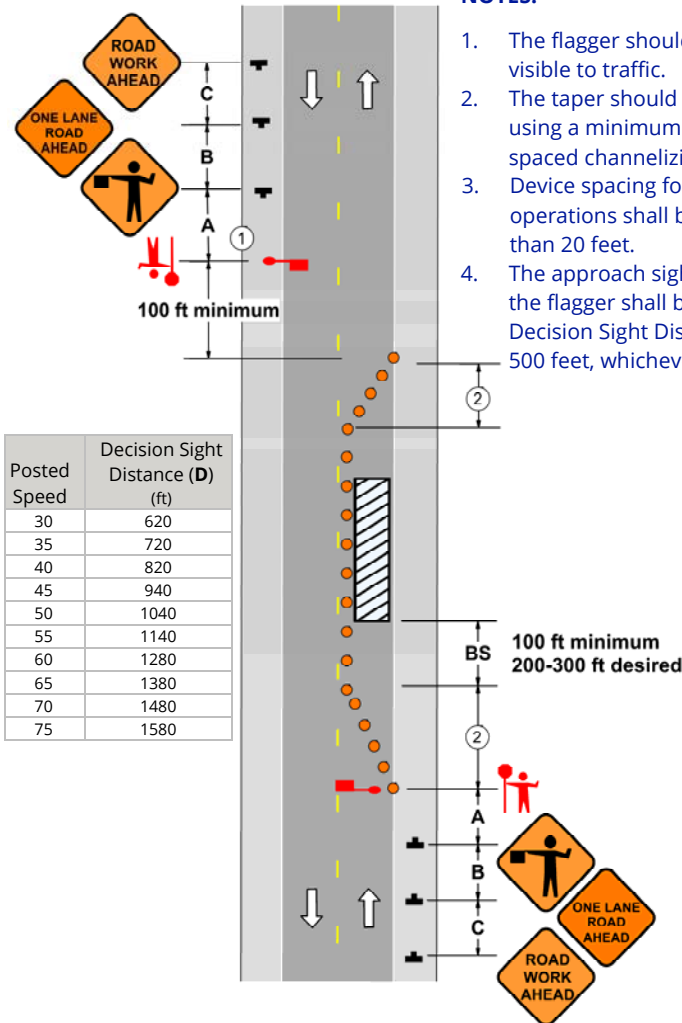 NOTES:
1. The flagger should
visible to traffic.
2. The taper should
using a minimum
spaced channelizi
3. Device spacing fo
operations shall b
than 20 feet.
4. The approach sigh
the flagger shall b
Decision Sight Dis
500 feet, whicheve
ROAD
WORK
AHEAD
C
ONE LANE
ROAD
AHEAD
B
A
1
100 ft minimum
2
Posted
Speed
Decision Sight
Distance (D)
(ft)
30 620
35 720
40 820
45 940
50 1040
55 1140
60 1280
65 1380
70 1480
75 1580
BS
100 ft minimum
200-300 ft desired
2
A
B
C
ONE LANE
ROAD
AHEAD
ROAD
WORK
AHEAD